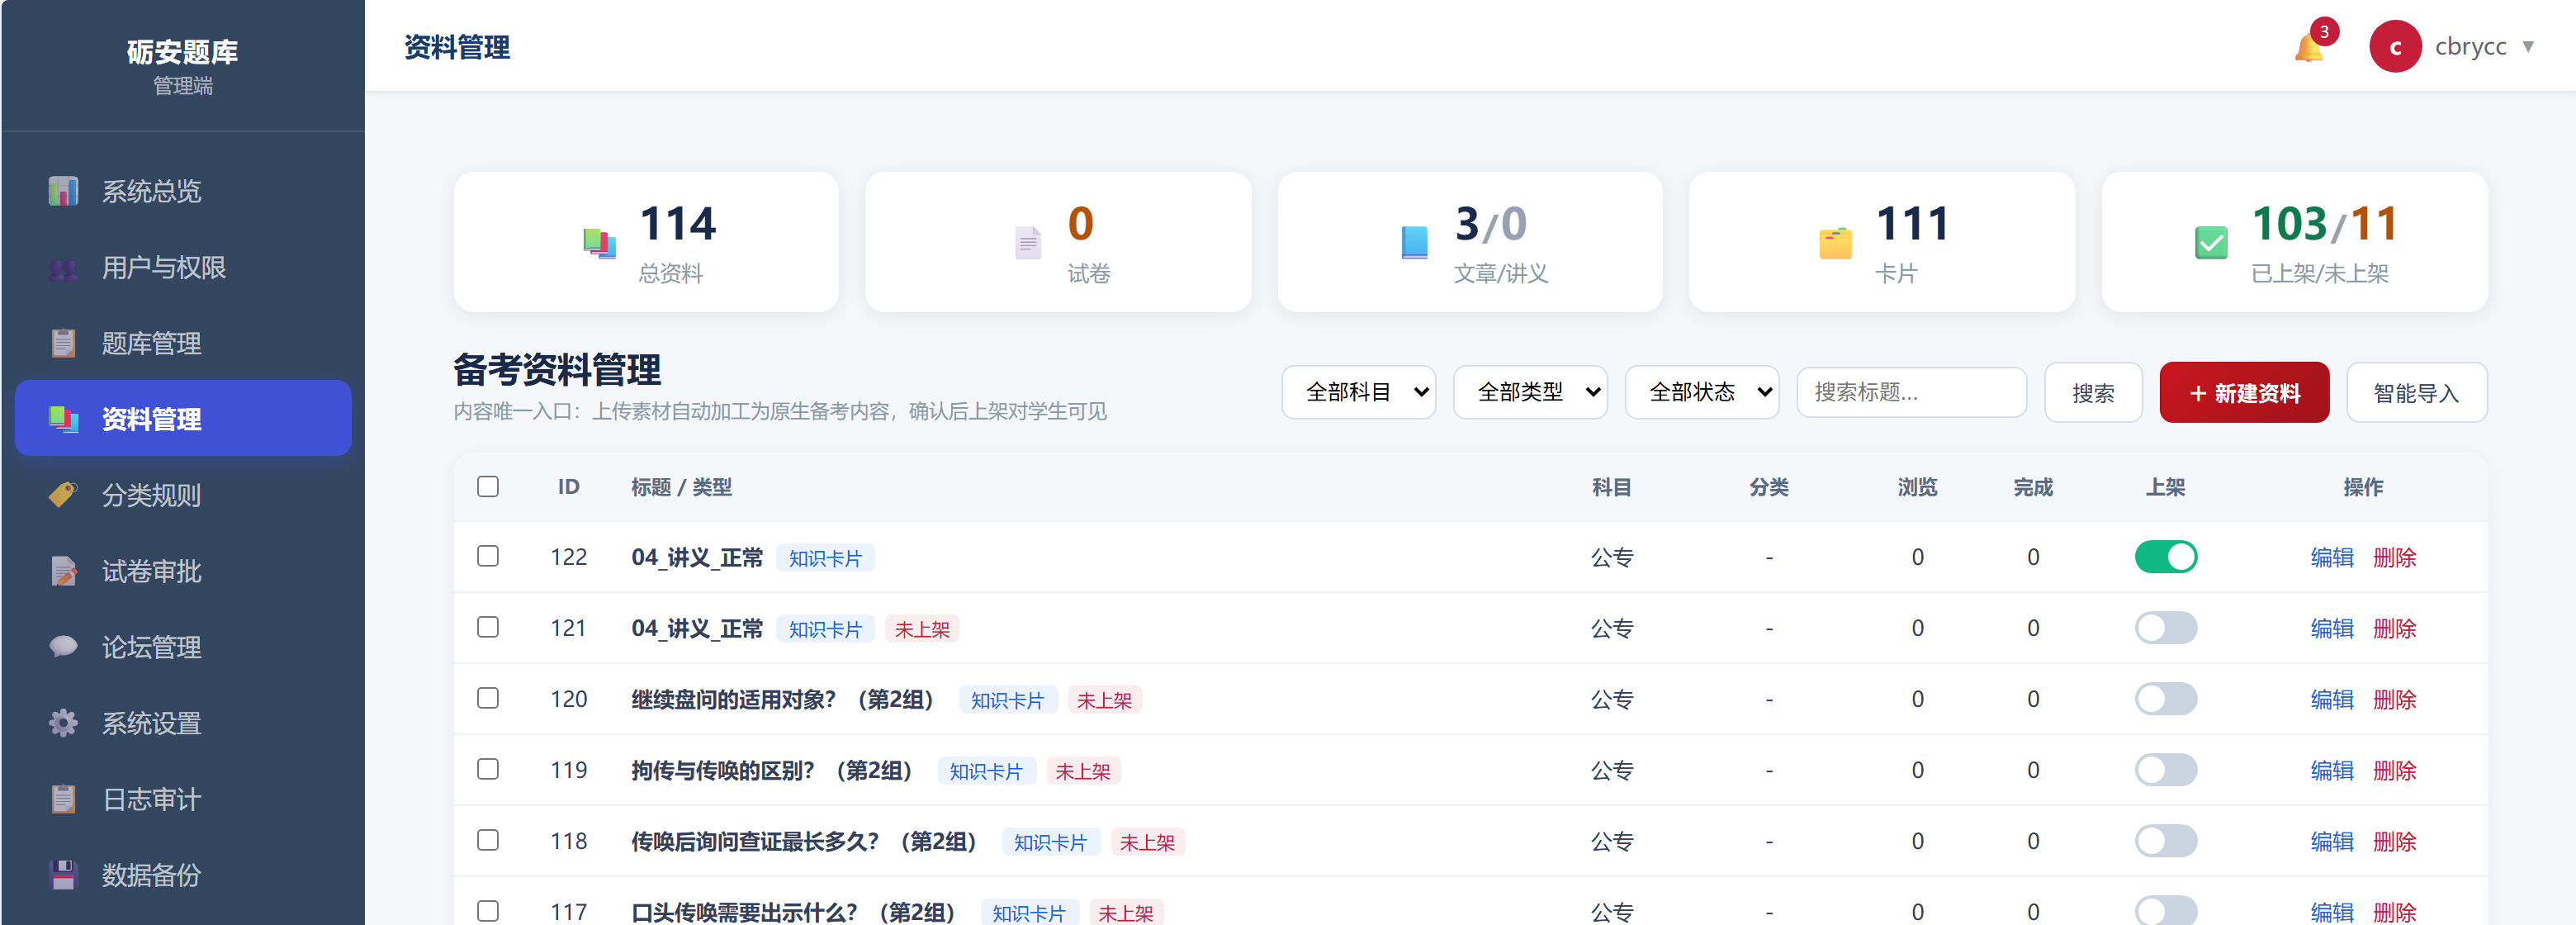 砺安题库
管理端
系统总览
用户与权限
题库管理
资料管理
分类规则
试卷审批
论坛管理
系统设置
日志审计
数据备份
资料管理
3
c cbrycc ▼
114
总资料
0
试卷
3/0
文章/讲义
111
卡片
103/11
已上架/未上架
备考资料管理
内容唯一入口：上传素材自动加工为原生备考内容，确认后上架对学生可见
全部科目 全部类型 全部状态 搜索标题... 搜索 + 新建资料 智能导入
ID 标题 / 类型 科目 分类 浏览 完成 上架 操作
122 04_讲义_正常 知识卡片 公专 - 0 0 编辑 删除
121 04_讲义_正常 知识卡片 未上架 公专 - 0 0 编辑 删除
120 继续盘问的适用对象？（第2组） 知识卡片 未上架 公专 - 0 0 编辑 删除
119 拘传与传唤的区别？（第2组） 知识卡片 未上架 公专 - 0 0 编辑 删除
118 传唤后询问查证最长多久？（第2组） 知识卡片 未上架 公专 - 0 0 编辑 删除
117 口头传唤需要出示什么？（第2组） 知识卡片 未上架 公专 - 0 0 编辑 删除